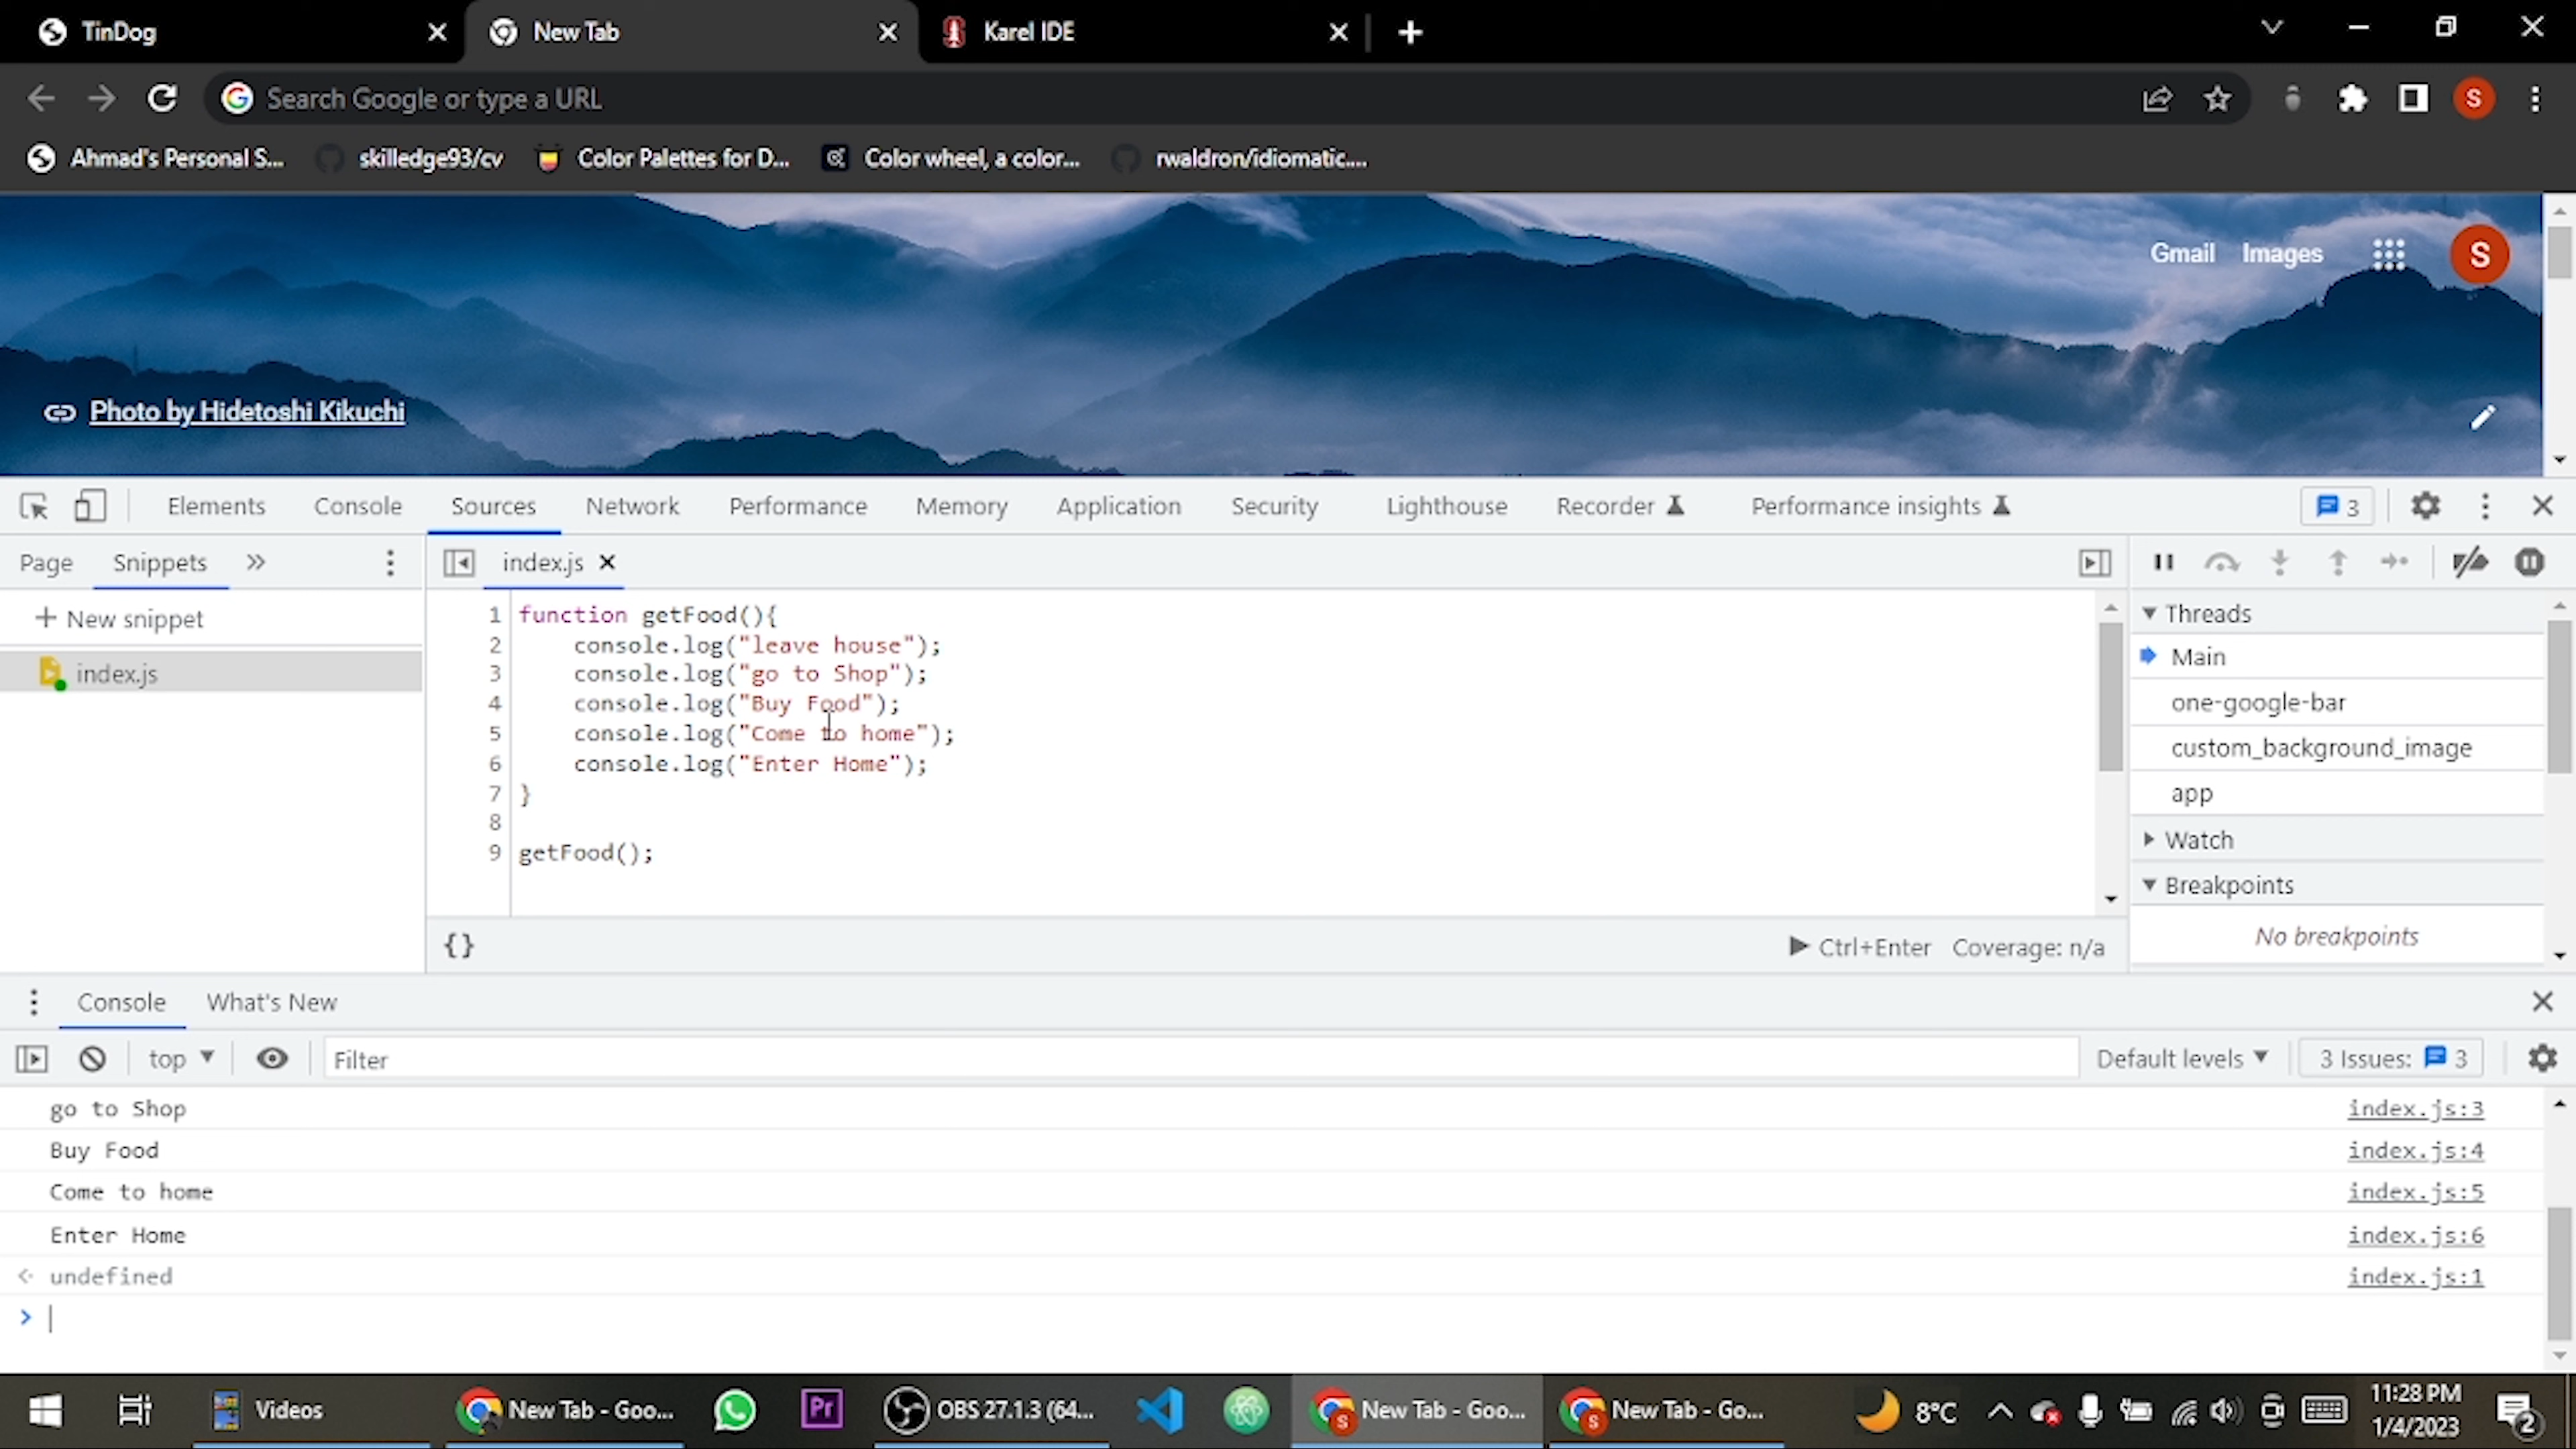 TinDog
New Tab
Karel IDE
Search Google or type a URL
S
Ahmad's Personal S...
skilledge93/cv
Color Palettes for D...
Color wheel, a color...
rwaldron/idiomatic....
Gmail Images S
Photo by Hidetoshi Kikuchi
Elements Console Sources Network Performance Memory Application Security Lighthouse Recorder Performance insights 3
Page Snippets »
index.js
+ New snippet
index.js
1 function getFood(){
2 console.log("leave house");
3 console.log("go to Shop");
4 console.log("Buy Food");
5 console.log("Come to home");
6 console.log("Enter Home");
7 }
8
9 getFood();
{} Ctrl+Enter Coverage: n/a
Threads
Main
one-google-bar
custom_background_image
app
Watch
Breakpoints
No breakpoints
Console What's New
top Filter Default levels 3 Issues: 3
go to Shop index.js:3
Buy Food index.js:4
Come to home index.js:5
Enter Home index.js:6
undefined index.js:1
>
Videos
New Tab - Goo...
Pr
OBS 27.1.3 (64...
S
New Tab - Goo...
S
New Tab - Go...
8°C
11:28 PM
1/4/2023
2